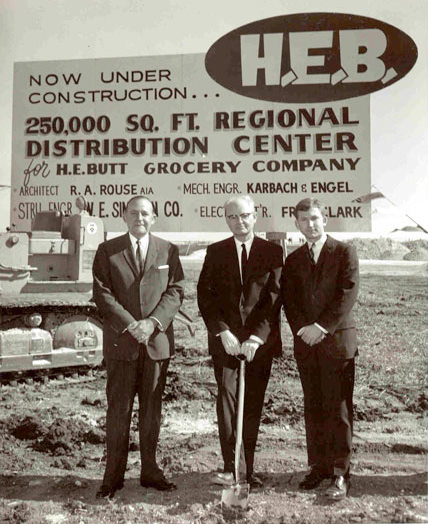 H.E.B.
NOW UNDER
CONSTRUCTION...
250,000 SQ. FT. REGIONAL
DISTRIBUTION CENTER
for H.E.BUTT GROCERY COMPANY
• ARCHITECT R. A. ROUSE AIA • MECH. ENGR. KARBACH & ENGEL
CO. CLARK